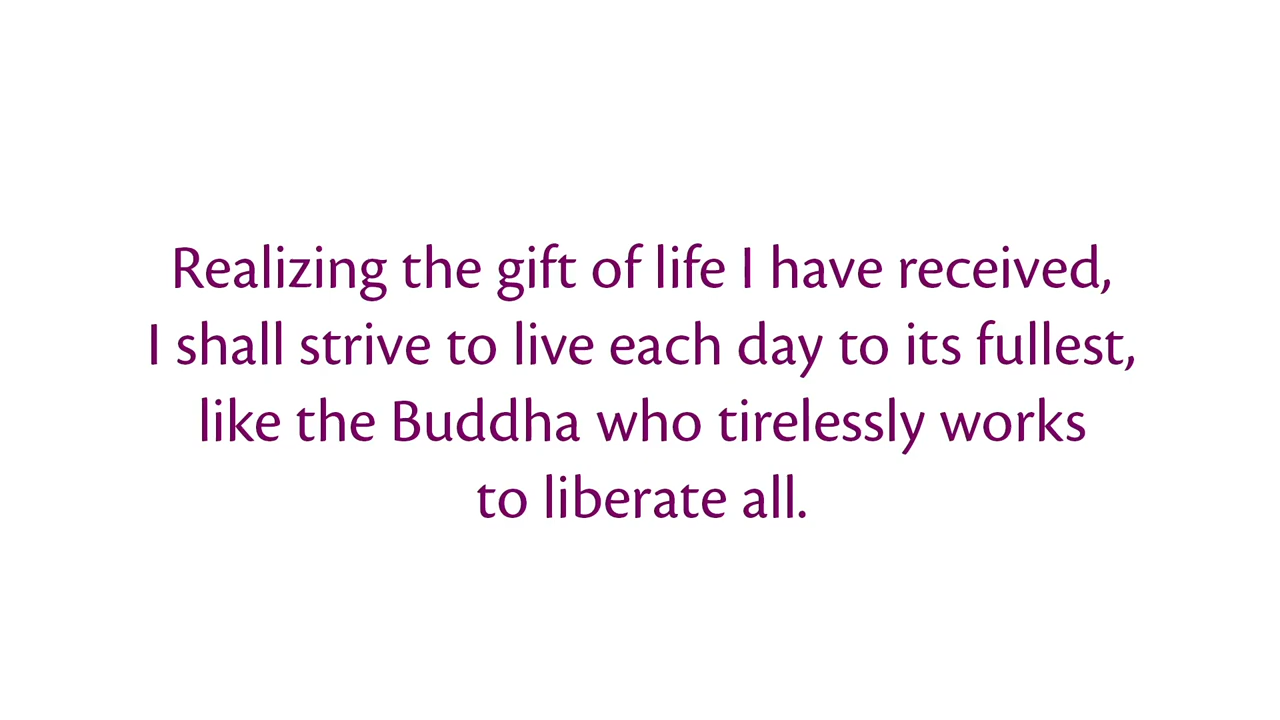 Realizing the gift of life I have received,
I shall strive to live each day to its fullest,
like the Buddha who tirelessly works
to liberate all.